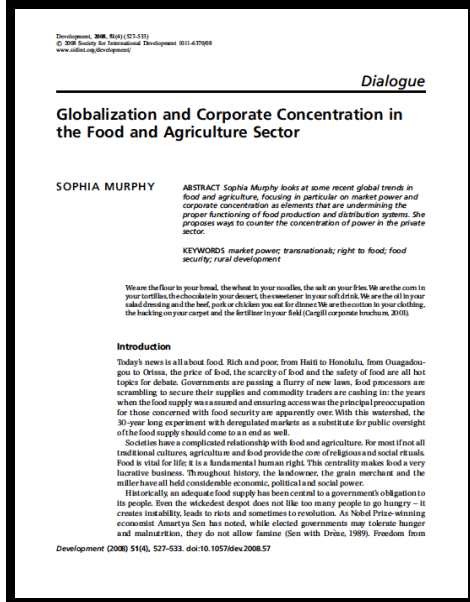 Development, 2008, 51(4) (527–533)
© 2008 Society for International Development 1011-6370/08
www.sidint.org/development/
Dialogue
Globalization and Corporate Concentration in
the Food and Agriculture Sector
SOPHIA MURPHY
ABSTRACT Sophia Murphy looks at some recent global trends in
food and agriculture, focusing in particular on market power and
corporate concentration as elements that are undermining the
proper functioning of food production and distribution systems. She
proposes ways to counter the concentration of power in the private
sector.
KEYWORDS market power; transnationals; right to food; food
security; rural development
We are the flour in your bread, the wheat in your noodles, the salt on your fries. We are the corn in
your tortillas, the chocolate in your dessert, the sweetener in your soft drink. We are the oil in your
salad dressing and the beef, pork or chicken you eat for dinner. We are the cotton in your clothing,
the backing on your carpet and the fertilizer in your field (Cargill corporate brochure, 2001).
Introduction
Today's news is all about food. Rich and poor, from Haiti to Honolulu, from Ouagadou-
gou to Orissa, the price of food, the scarcity of food and the safety of food are all hot
topics for debate. Governments are passing a flurry of new laws, food processors are
scrambling to secure their supplies and commodity traders are cashing in: the years
when the food supply was assured and ensuring access was the principal preoccupation
for those concerned with food security are apparently over. With this watershed, the
30-year long experiment with deregulated markets as a substitute for public oversight
of the food supply should come to an end as well.
Societies have a complicated relationship with food and agriculture. For most if not all
traditional cultures, agriculture and food provide the core of religious and social rituals.
Food is vital for life; it is a fundamental human right. This centrality makes food a very
lucrative business. Throughout history, the landowner, the grain merchant and the
miller have all held considerable economic, political and social power.
Historically, an adequate food supply has been central to a government's obligation to
its people. Even the wickedest despot does not like too many people to go hungry – it
creates instability, leads to riots and sometimes to revolution. As Nobel Prize-winning
economist Amartya Sen has noted, while elected governments may tolerate hunger
and malnutrition, they do not allow famine (Sen with Drèze, 1989). Freedom from
Development (2008) 51(4), 527–533. doi:10.1057/dev.2008.57